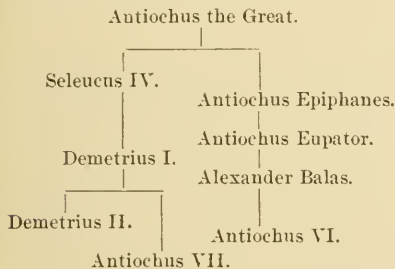 Antiochus the Great.
Seleucus IV.
Antiochus Epiphanes.
Antiochus Eupator.
Demetrius I.
Alexander Balas.
Demetrius II.
Antiochus VI.
Antiochus VII.